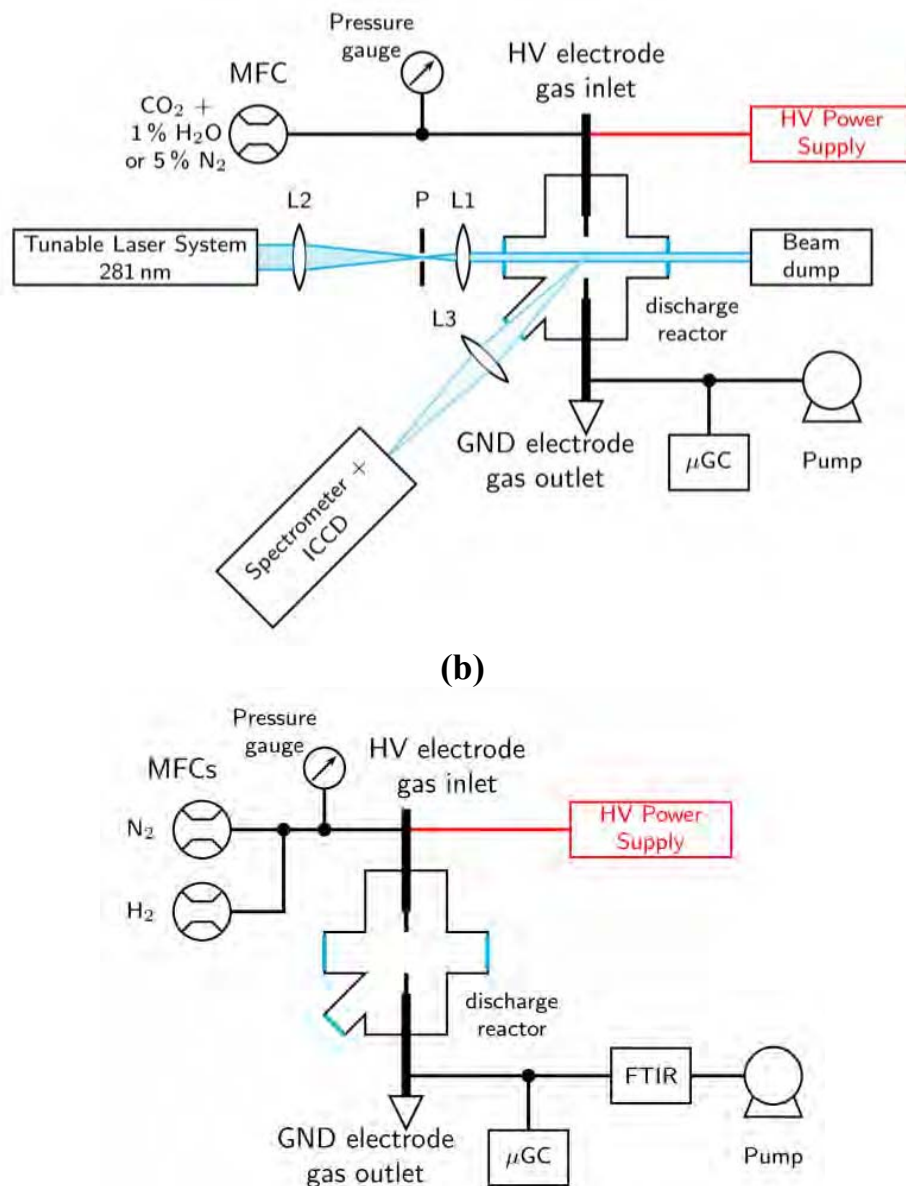 Pressure
gauge
HV electrode
gas inlet
MFC
CO₂ +
1 % H₂O
or 5 % N₂
HV Power
Supply
L2
P
L1
Tunable Laser System
281 nm
Beam
dump
L3
discharge
reactor
GND electrode
gas outlet
μGC
Pump
Spectrometer +
ICCD
(b)
Pressure
gauge
HV electrode
gas inlet
MFCs
N₂
HV Power
Supply
H₂
discharge
reactor
FTIR
GND electrode
gas outlet
μGC
Pump